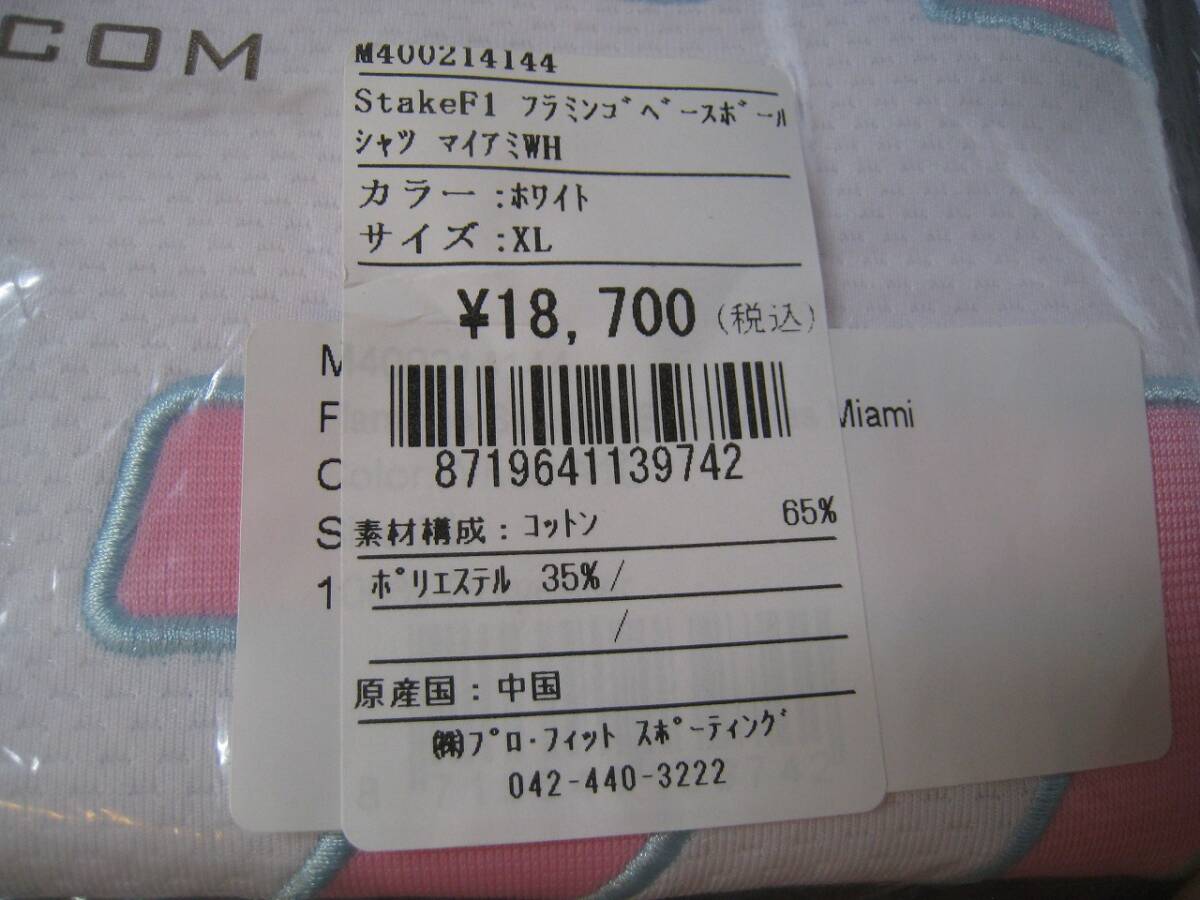 COM
M400214144
StakeF1 フラミンゴベースボール
シャツ マイアミWH
カラー:ホワイト
サイズ:XL
¥18,700(税込)
Miami
8719641139742
素材構成:コットン 65%
ポリエステル 35%/
/
原産国:中国
㈱プロ・フィット スポーティング
042-440-3222